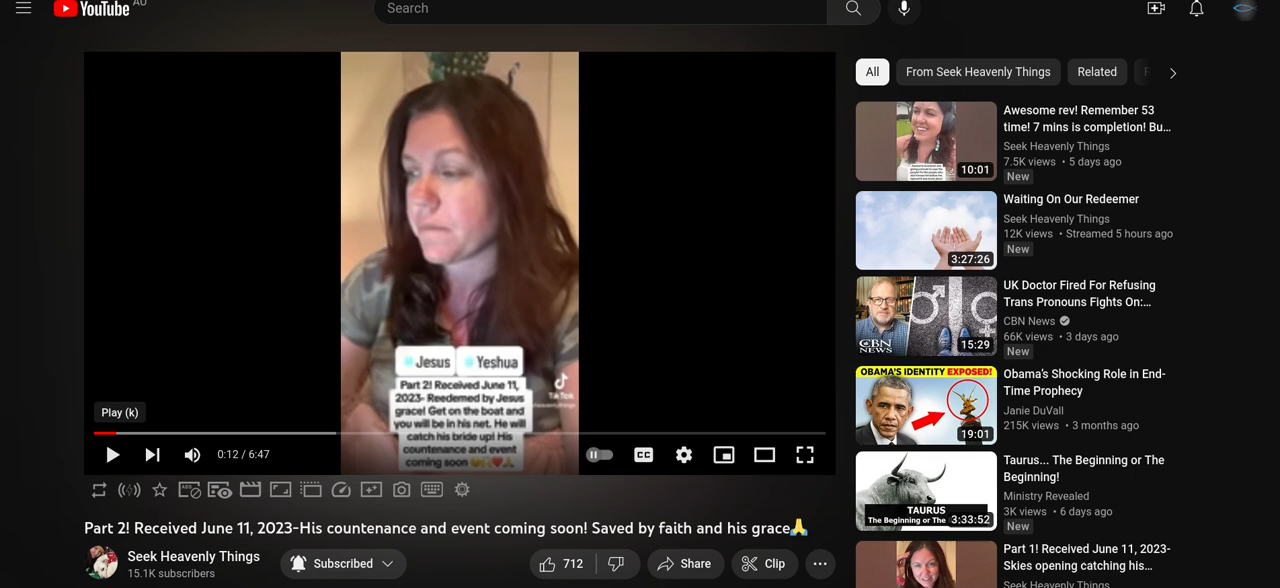 YouTube AU
Search
#Jesus #Yeshua
Part 2! Received June 11,
2023- Reedemed by Jesus
grace! Get on the boat and
you will be in his net. He will
catch his bride up! His
countenance and event
coming soon
TikTok
Play (k)
0:12 / 6:47
CC
Part 2! Received June 11, 2023-His countenance and event coming soon! Saved by faith and his grace🙏
Seek Heavenly Things
15.1K subscribers
Subscribed
712
Share
Clip
All
From Seek Heavenly Things
Related
10:01
Awesome rev! Remember 53
time! 7 mins is completion! Bu...
Seek Heavenly Things
7.5K views • 5 days ago
New
3:27:26
Waiting On Our Redeemer
Seek Heavenly Things
12K views • Streamed 5 hours ago
New
CBN
NEWS
15:29
UK Doctor Fired For Refusing
Trans Pronouns Fights On:...
CBN News
66K views • 3 days ago
New
OBAMA'S IDENTITY EXPOSED!
19:01
Obama's Shocking Role in End-
Time Prophecy
Janie DuVall
215K views • 3 months ago
TAURUS
The Beginning or The
3:33:52
Taurus... The Beginning or The
Beginning!
Ministry Revealed
3K views • 6 days ago
New
Part 1! Received June 11, 2023-
Skies opening catching his...
Seek Heavenly Things